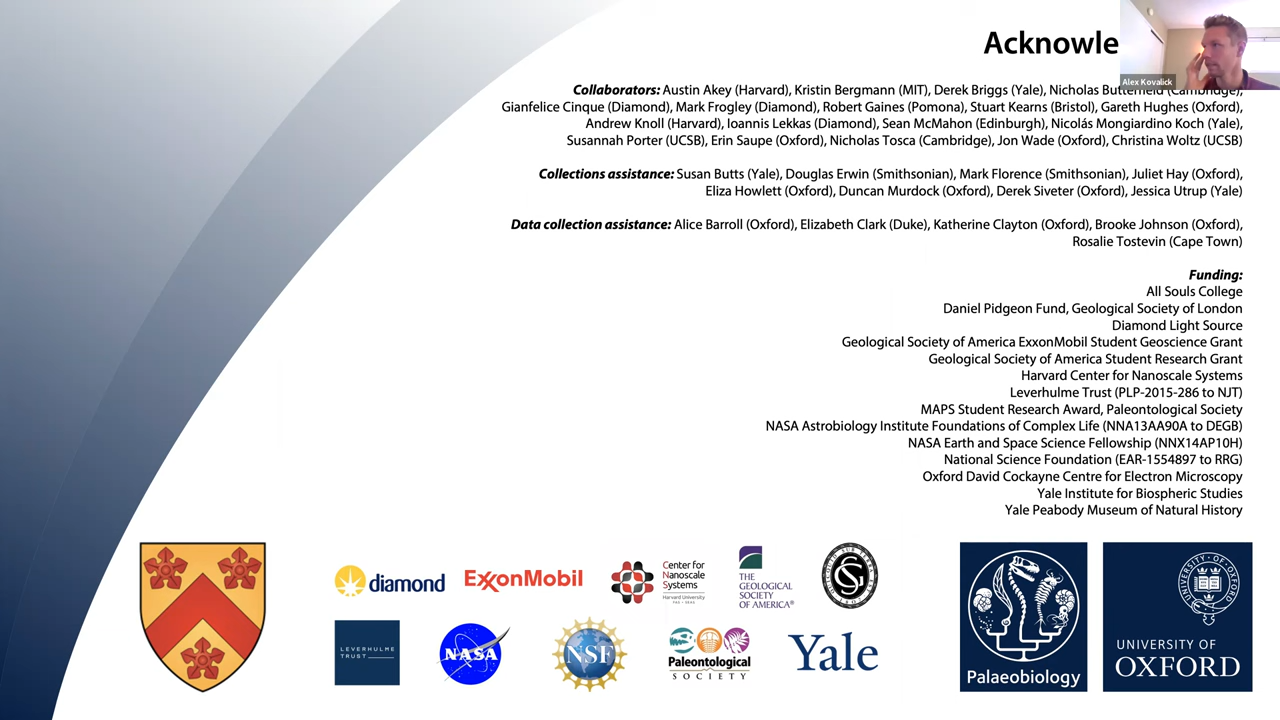 Acknowle
Alex Kovalick
Collaborators: Austin Akey (Harvard), Kristin Bergmann (MIT), Derek Briggs (Yale), Nicholas Butterfield (Cambridge),
Gianfelice Cinque (Diamond), Mark Frogley (Diamond), Robert Gaines (Pomona), Stuart Kearns (Bristol), Gareth Hughes (Oxford),
Andrew Knoll (Harvard), Ioannis Lekkas (Diamond), Sean McMahon (Edinburgh), Nicolás Mongiardino Koch (Yale),
Susannah Porter (UCSB), Erin Saupe (Oxford), Nicholas Tosca (Cambridge), Jon Wade (Oxford), Christina Woltz (UCSB)
Collections assistance: Susan Butts (Yale), Douglas Erwin (Smithsonian), Mark Florence (Smithsonian), Juliet Hay (Oxford),
Eliza Howlett (Oxford), Duncan Murdock (Oxford), Derek Siveter (Oxford), Jessica Utrup (Yale)
Data collection assistance: Alice Barroll (Oxford), Elizabeth Clark (Duke), Katherine Clayton (Oxford), Brooke Johnson (Oxford),
Rosalie Tostevin (Cape Town)
Funding:
All Souls College
Daniel Pidgeon Fund, Geological Society of London
Diamond Light Source
Geological Society of America ExxonMobil Student Geoscience Grant
Geological Society of America Student Research Grant
Harvard Center for Nanoscale Systems
Leverhulme Trust (PLP-2015-286 to NJT)
MAPS Student Research Award, Paleontological Society
NASA Astrobiology Institute Foundations of Complex Life (NNA13AA90A to DEGB)
NASA Earth and Space Science Fellowship (NNX14AP10H)
National Science Foundation (EAR-1554897 to RRG)
Oxford David Cockayne Centre for Electron Microscopy
Yale Institute for Biospheric Studies
Yale Peabody Museum of Natural History
diamond
ExxonMobil
Center for
Nanoscale
Systems
Harvard University
THE
GEOLOGICAL
SOCIETY
OF AMERICA®
LEVERHULME
TRUST
NASA
NSF
Paleontological
SOCIETY
Yale
Palaeobiology
UNIVERSITY OF
OXFORD